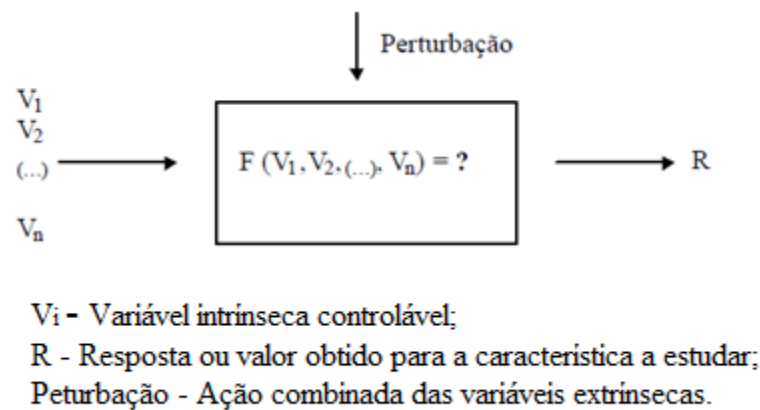 Perturbação
V₁
V₂
(...)
Vₙ
F (V₁, V₂, (...), Vₙ) = ?
R
Vi - Variável intrínseca controlável;
R - Resposta ou valor obtido para a característica a estudar;
Peturbação - Ação combinada das variáveis extrínsecas.